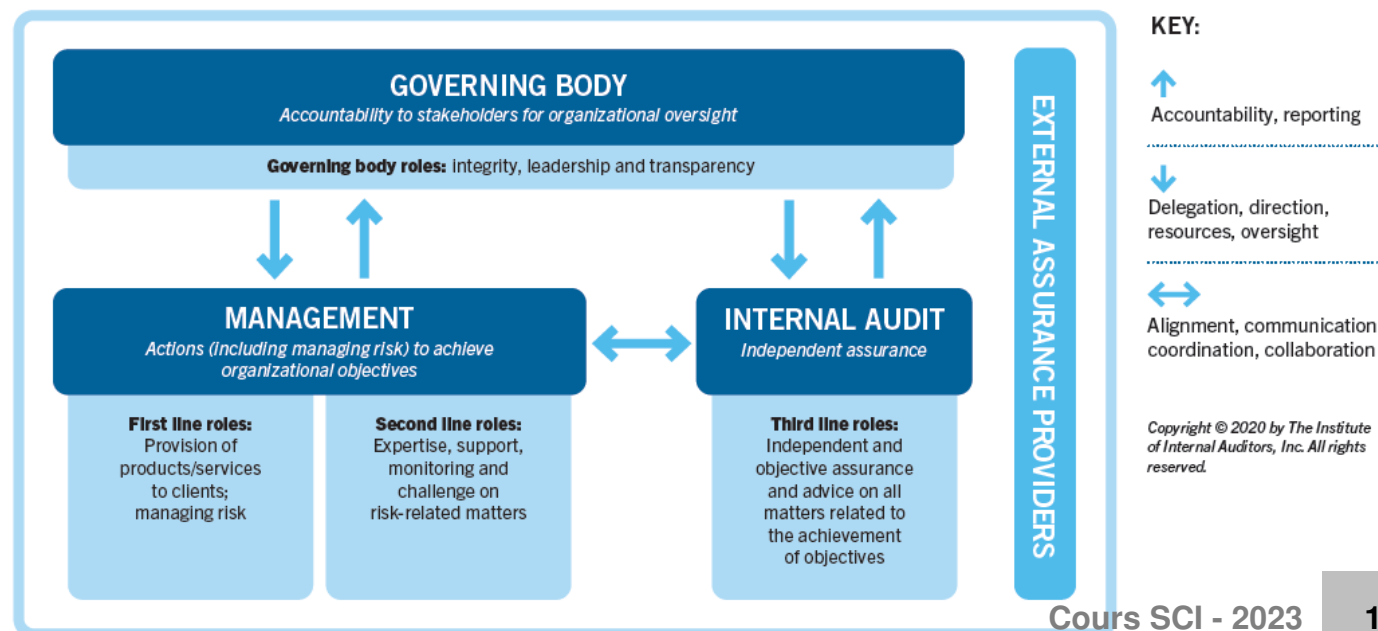 GOVERNING BODY
Accountability to stakeholders for organizational oversight
Governing body roles: integrity, leadership and transparency
MANAGEMENT
Actions (including managing risk) to achieve
organizational objectives
First line roles:
Provision of
products/services
to clients;
managing risk
Second line roles:
Expertise, support,
monitoring and
challenge on
risk-related matters
INTERNAL AUDIT
Independent assurance
Third line roles:
Independent and
objective assurance
and advice on all
matters related to
the achievement
of objectives
EXTERNAL ASSURANCE PROVIDERS
KEY:
Accountability, reporting
Delegation, direction,
resources, oversight
Alignment, communication
coordination, collaboration
Copyright © 2020 by The Institute
of Internal Auditors, Inc. All rights
reserved.
Cours SCI - 2023
1